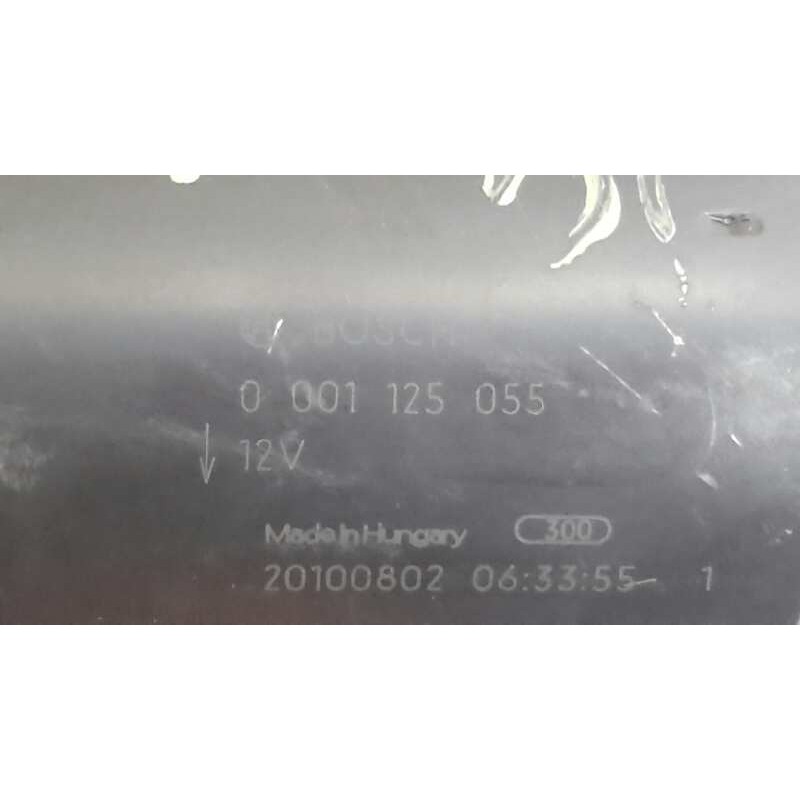 BOSCH
0 001 125 055
12V
Made in Hungary 300
20100802 06:33:55 1